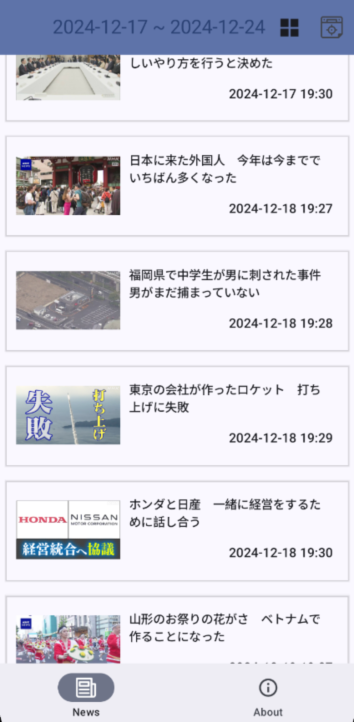 2024-12-17 ~ 2024-12-24
しいやり方を行うと決めた
2024-12-17 19:30
日本に来た外国人　今年は今までで
いちばん多くなった
2024-12-18 19:27
福岡県で中学生が男に刺された事件
男がまだ捕まっていない
2024-12-18 19:28
失敗
打ち上げ
東京の会社が作ったロケット　打ち
上げに失敗
2024-12-18 19:29
HONDA
NISSAN
MOTOR CORPORATION
経営統合へ協議
ホンダと日産　一緒に経営をするた
めに話し合う
2024-12-18 19:30
山形のお祭りの花がさ　ベトナムで
作ることになった
News
About